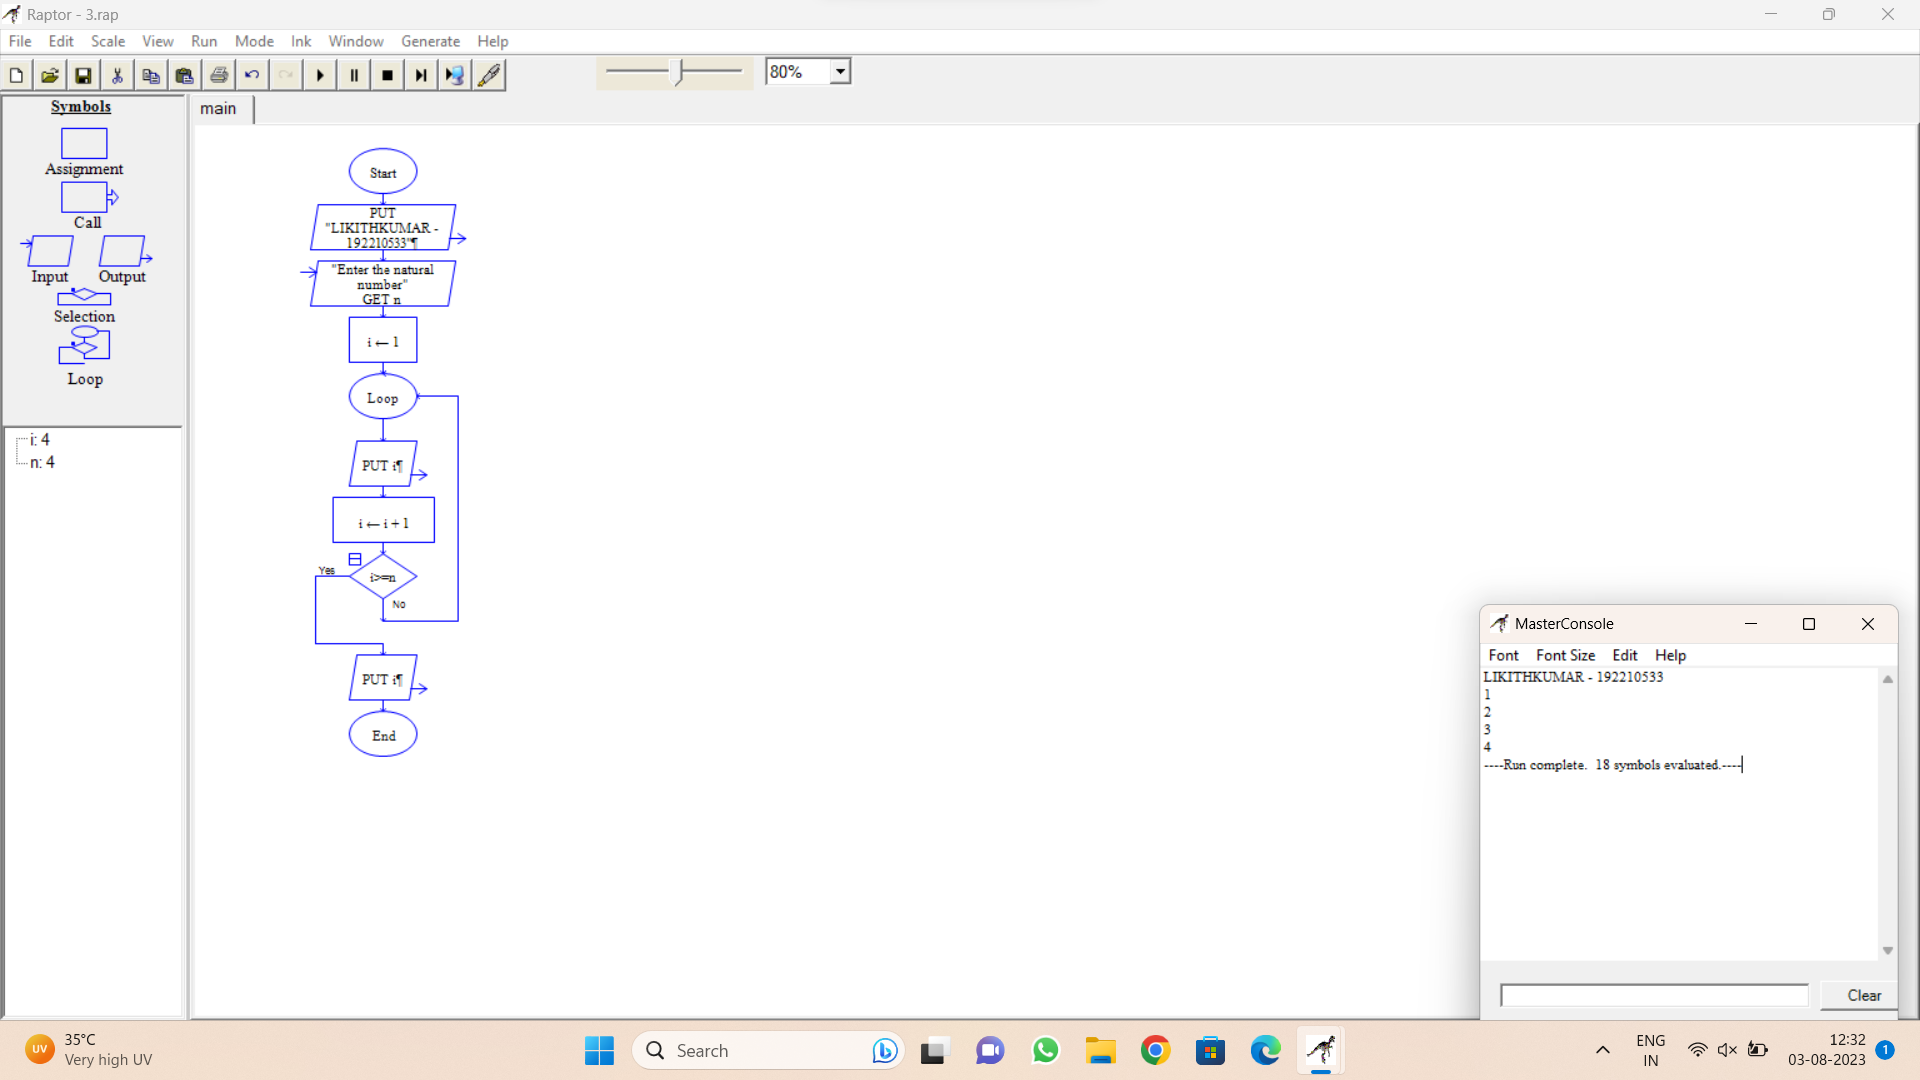 Raptor - 3.rap
File Edit Scale View Run Mode Ink Window Generate Help
80%
Symbols
main
Assignment
Call
Input Output
Selection
Loop
i: 4
n: 4
Start
PUT
"LIKITHKUMAR -
192210533"¶
"Enter the natural
number"
GET n
i ← 1
Loop
PUT i¶
i ← i + 1
Yes
i>=n
No
PUT i¶
End
MasterConsole
Font Font Size Edit Help
LIKITHKUMAR - 192210533
1
2
3
4
----Run complete.  18 symbols evaluated.----
Clear
UV
35°C
Very high UV
Search
ENG
IN
12:32
03-08-2023
1